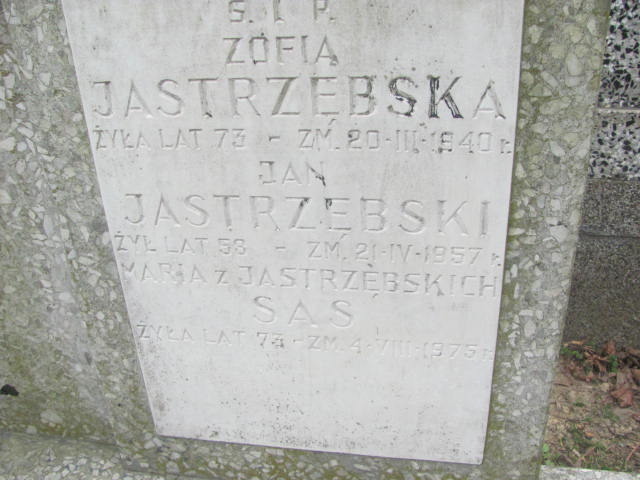 Ś. I P.
ZOFIA
JASTRZĘBSKA
ŻYŁA LAT 73 - ZM. 20-III-1940 r.
JAN
JASTRZĘBSKI
ŻYŁ LAT 58 - ZM. 21-IV-1957 r.
MARIA z JASTRZĘBSKICH
SAS
ŻYŁA LAT 73 - ZM. 4-VIII-1975 r.